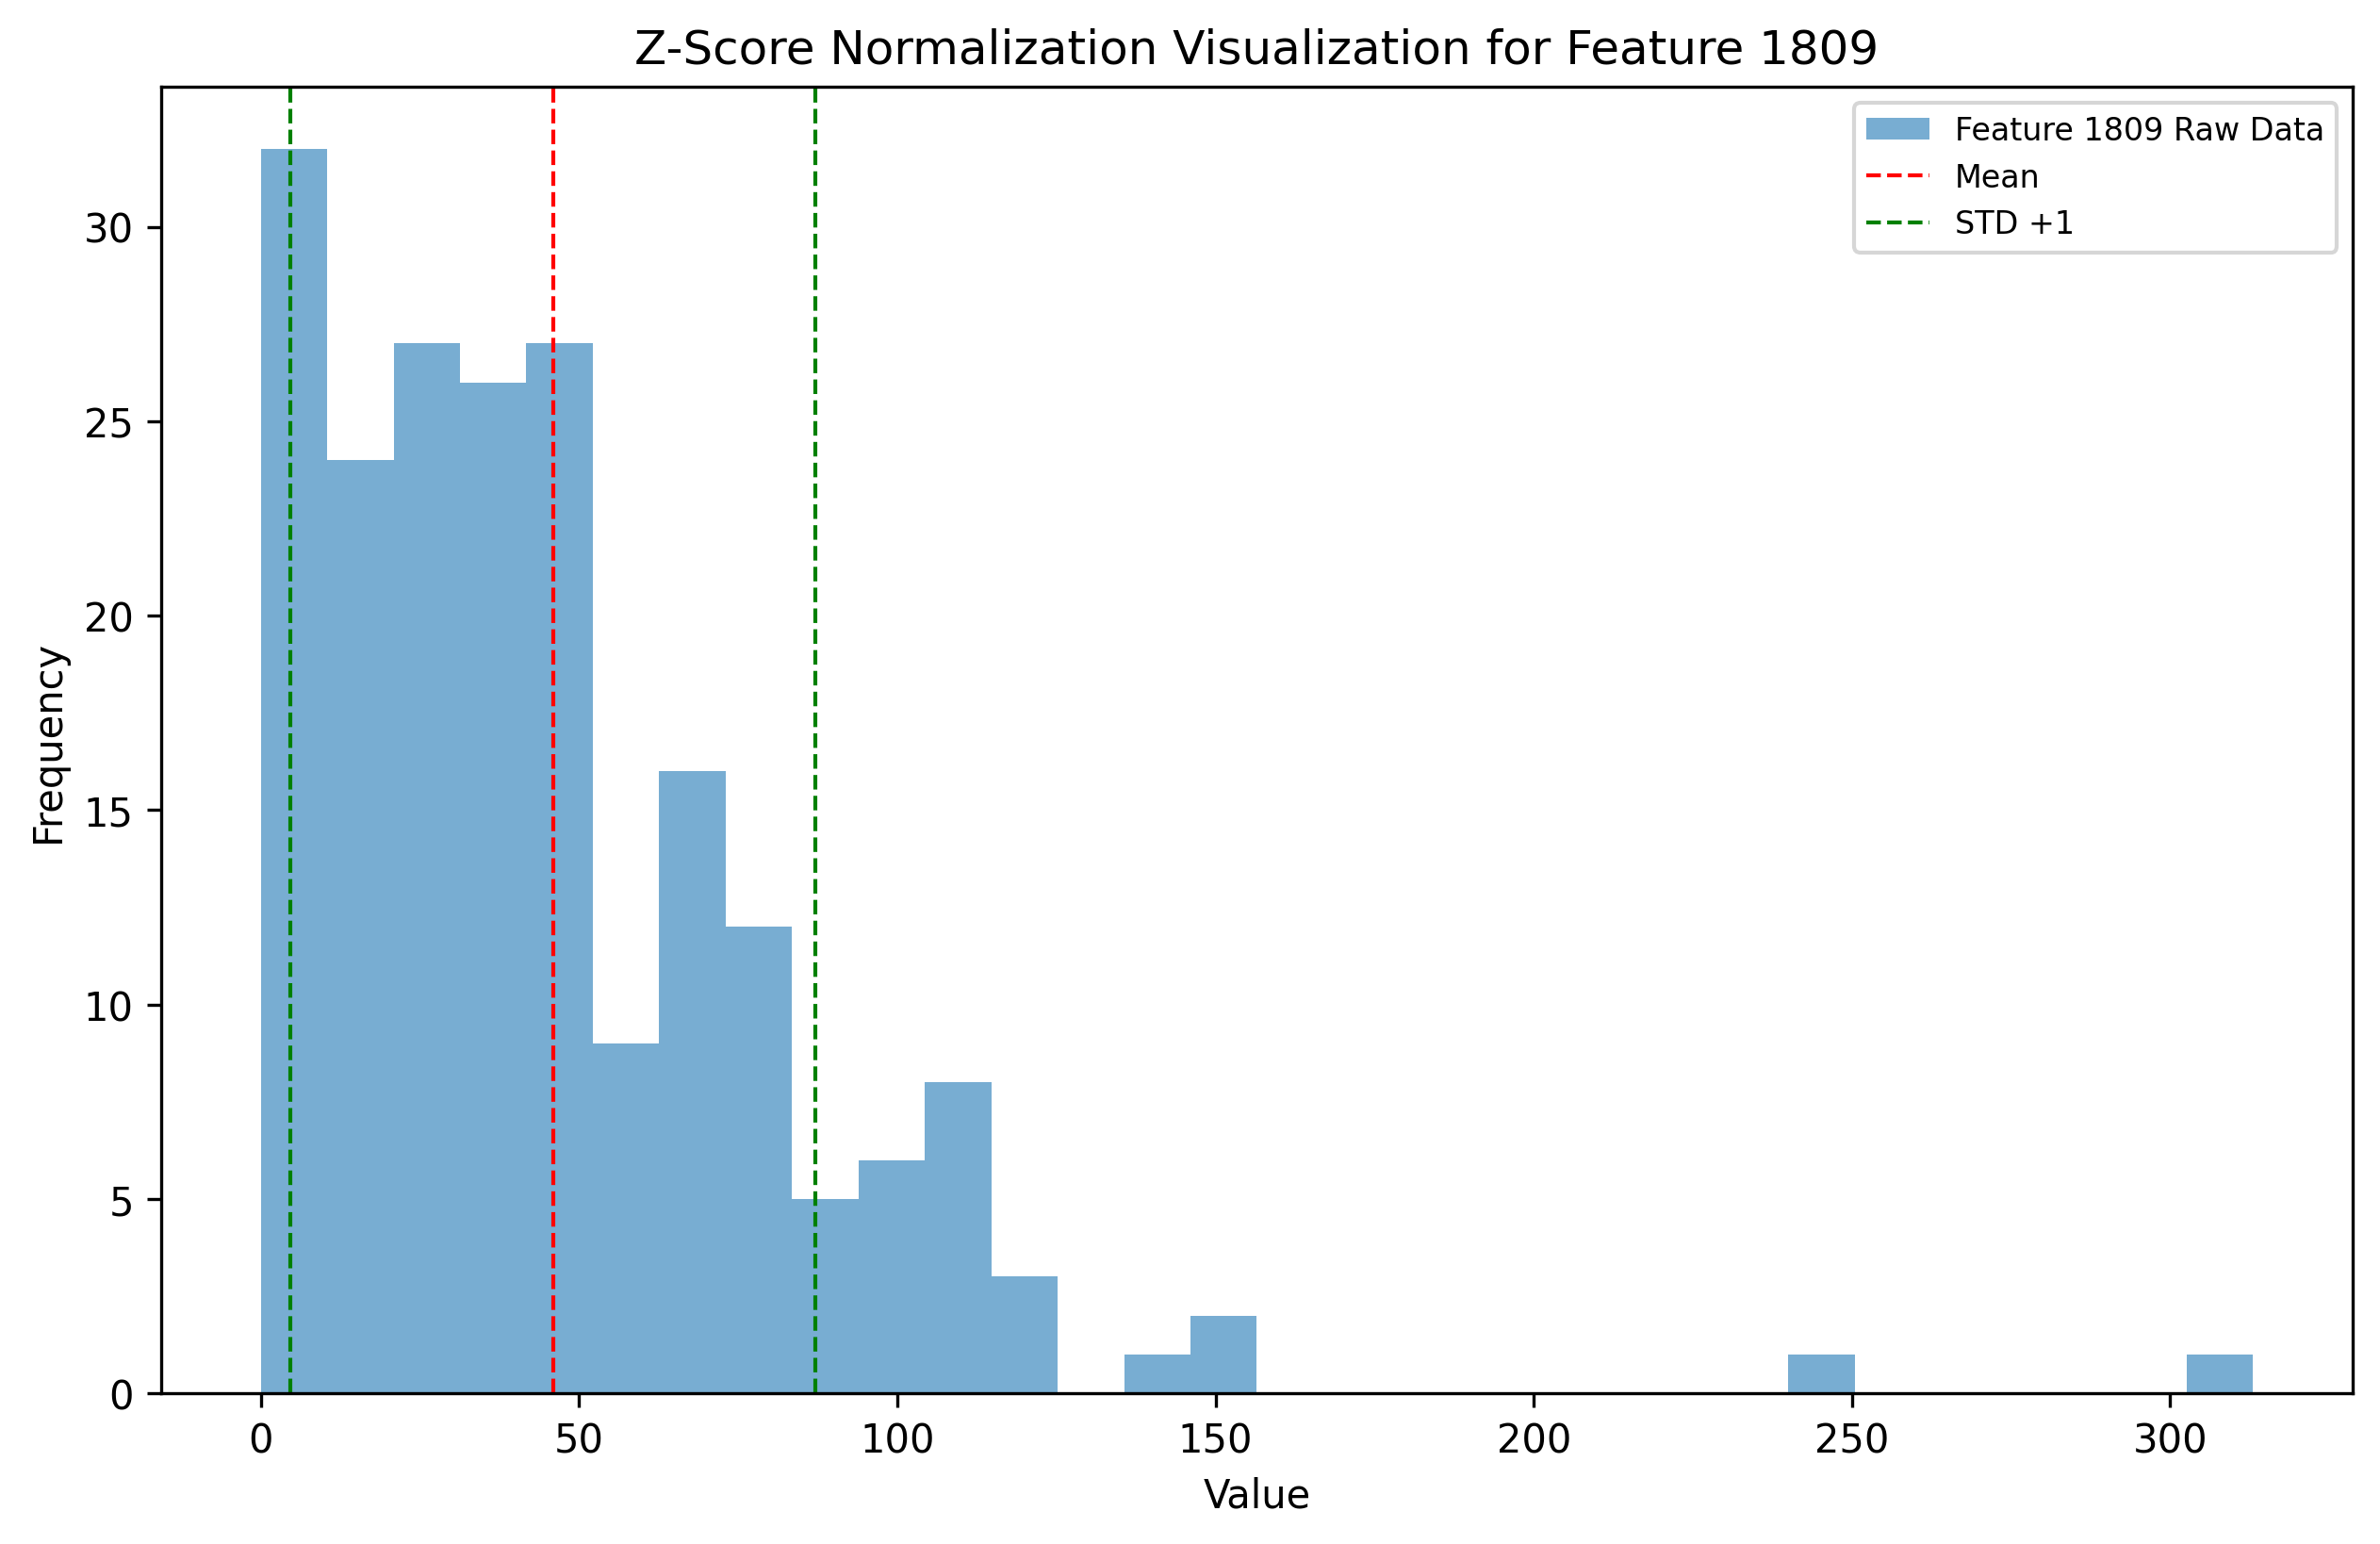 Z-Score Normalization Visualization for Feature 1809
Feature 1809 Raw Data
Mean
STD +1
Frequency
30
25
20
15
10
5
0
0 50 100 150 200 250 300
Value